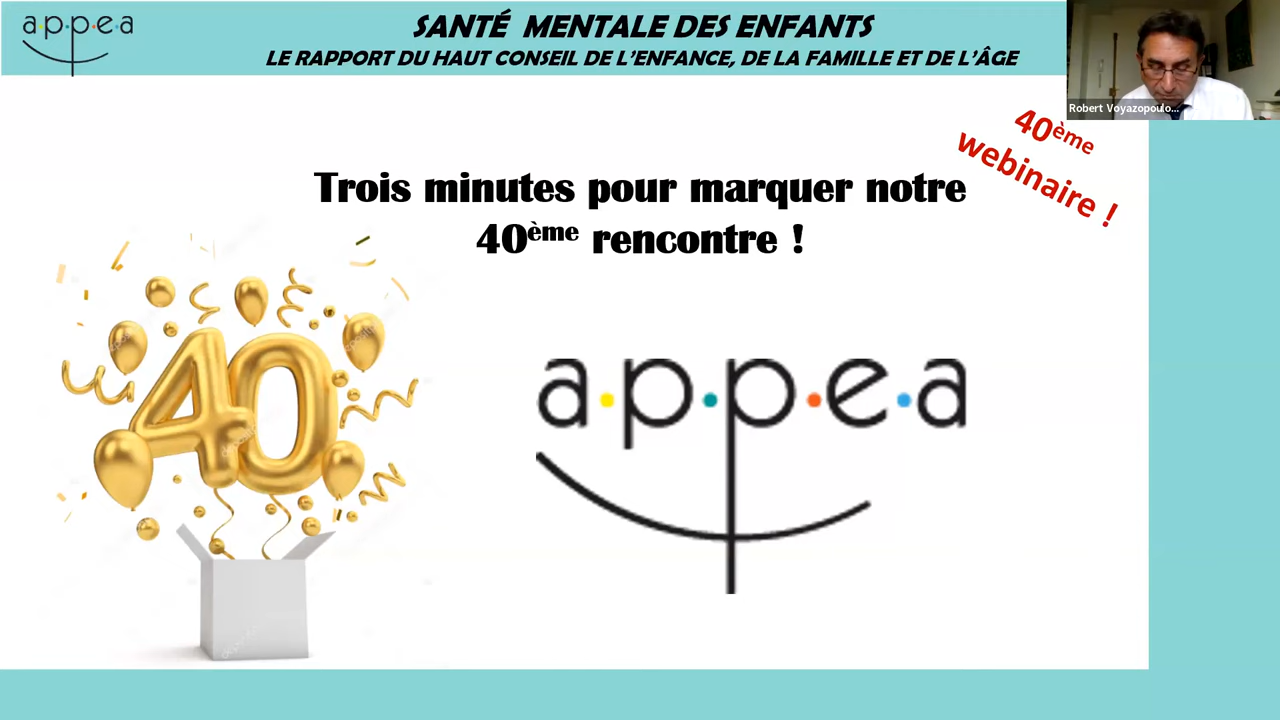 a.p.p.e.a
SANTÉ MENTALE DES ENFANTS
LE RAPPORT DU HAUT CONSEIL DE L'ENFANCE, DE LA FAMILLE ET DE L'ÂGE
Robert Voyazopoulo...
40ème
webinaire !
Trois minutes pour marquer notre
40ème rencontre !
40
a.p.p.e.a